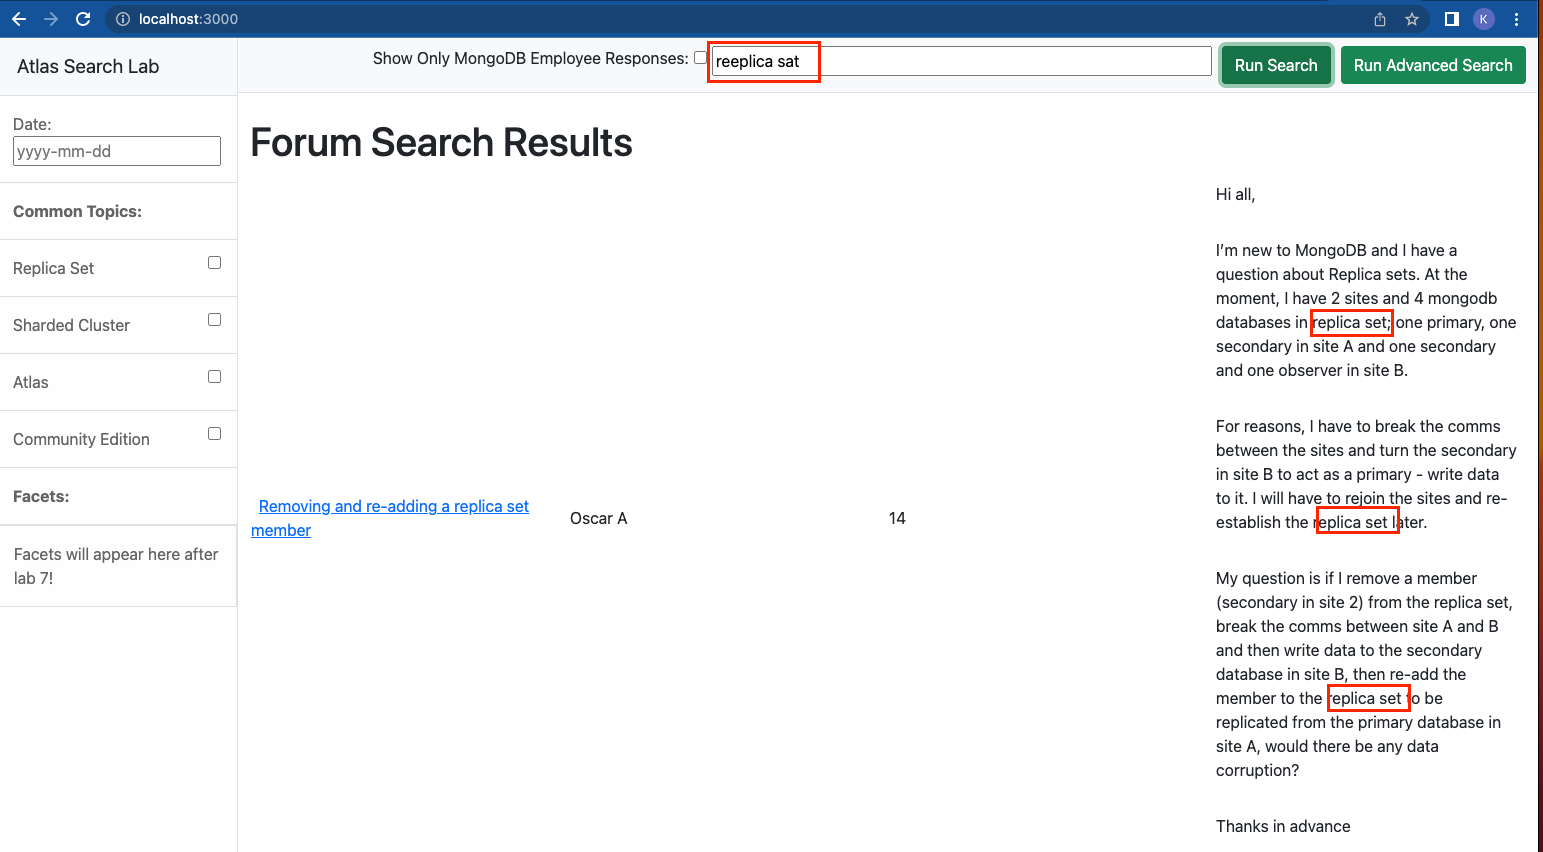 localhost:3000
K
Atlas Search Lab
Show Only MongoDB Employee Responses:
reeplica sat
Run Search
Run Advanced Search
Date:
yyyy-mm-dd
Common Topics:
Replica Set
Sharded Cluster
Atlas
Community Edition
Facets:
Facets will appear here after
lab 7!
Forum Search Results
Removing and re-adding a replica set
member
Oscar A
14
Hi all,
I’m new to MongoDB and I have a
question about Replica sets. At the
moment, I have 2 sites and 4 mongodb
databases in replica set; one primary, one
secondary in site A and one secondary
and one observer in site B.
For reasons, I have to break the comms
between the sites and turn the secondary
in site B to act as a primary - write data
to it. I will have to rejoin the sites and re-
establish the replica set later.
My question is if I remove a member
(secondary in site 2) from the replica set,
break the comms between site A and B
and then write data to the secondary
database in site B, then re-add the
member to the replica set to be
replicated from the primary database in
site A, would there be any data
corruption?
Thanks in advance